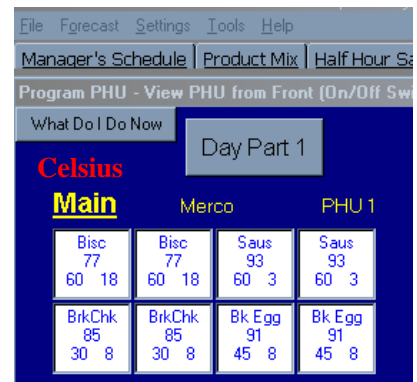 File Forecast Settings Tools Help
Manager's Schedule Product Mix Half Hour Sa
Program PHU - View PHU from Front (On/Off Swi
What Do I Do Now
Day Part 1
Celsius
Main Merco PHU 1
Bisc Bisc Saus Saus
77 77 93 93
60 18 60 18 60 3 60 3
BrkChk BrkChk Bk Egg Bk Egg
85 85 91 91
30 8 30 8 45 8 45 8